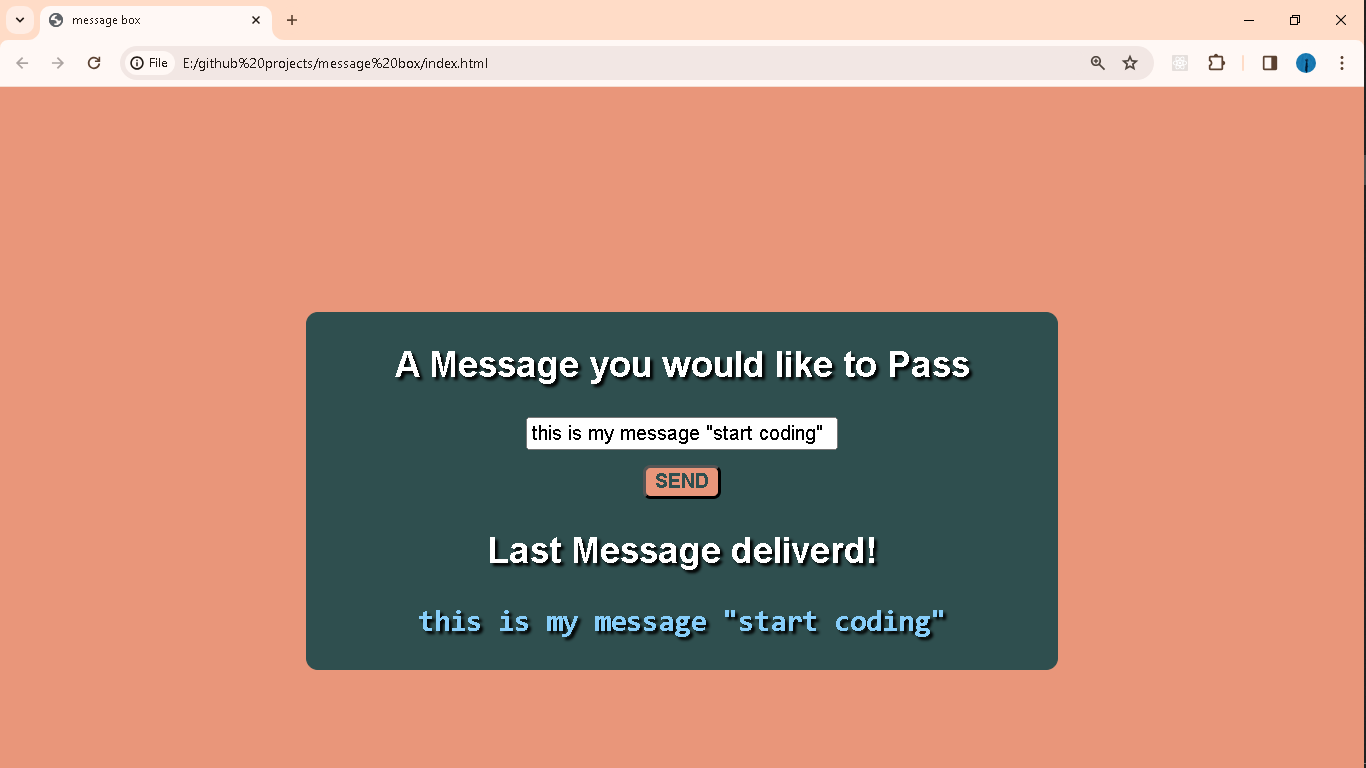 message box
File E:/github%20projects/message%20box/index.html
A Message you would like to Pass
this is my message "start coding"
SEND
Last Message deliverd!
this is my message "start coding"